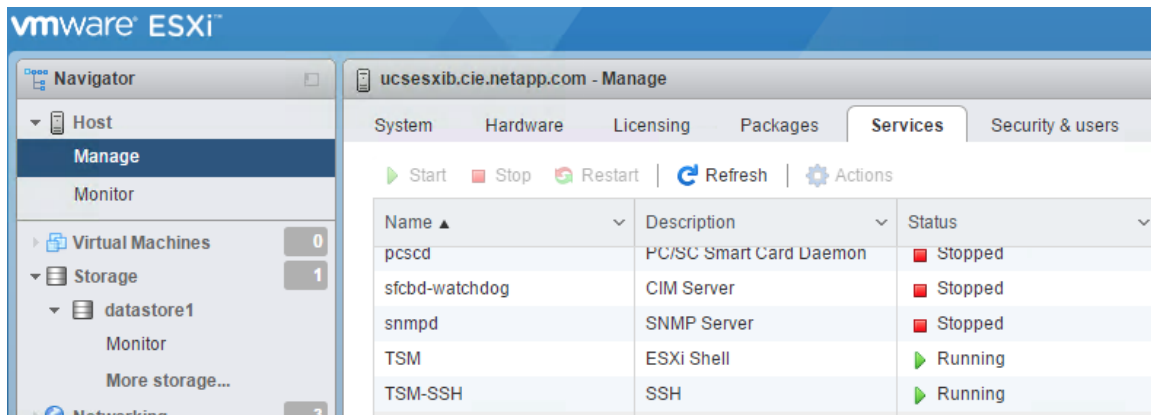 vmware ESXi™
Navigator
Host
Manage
Monitor
Virtual Machines 0
Storage 1
datastore1
Monitor
More storage...
Networking 3
ucsesxib.cie.netapp.com - Manage
System Hardware Licensing Packages Services Security & users
Start Stop Restart | Refresh | Actions
Name ▲ Description Status
pcscd PC/SC Smart Card Daemon Stopped
sfcbd-watchdog CIM Server Stopped
snmpd SNMP Server Stopped
TSM ESXi Shell Running
TSM-SSH SSH Running